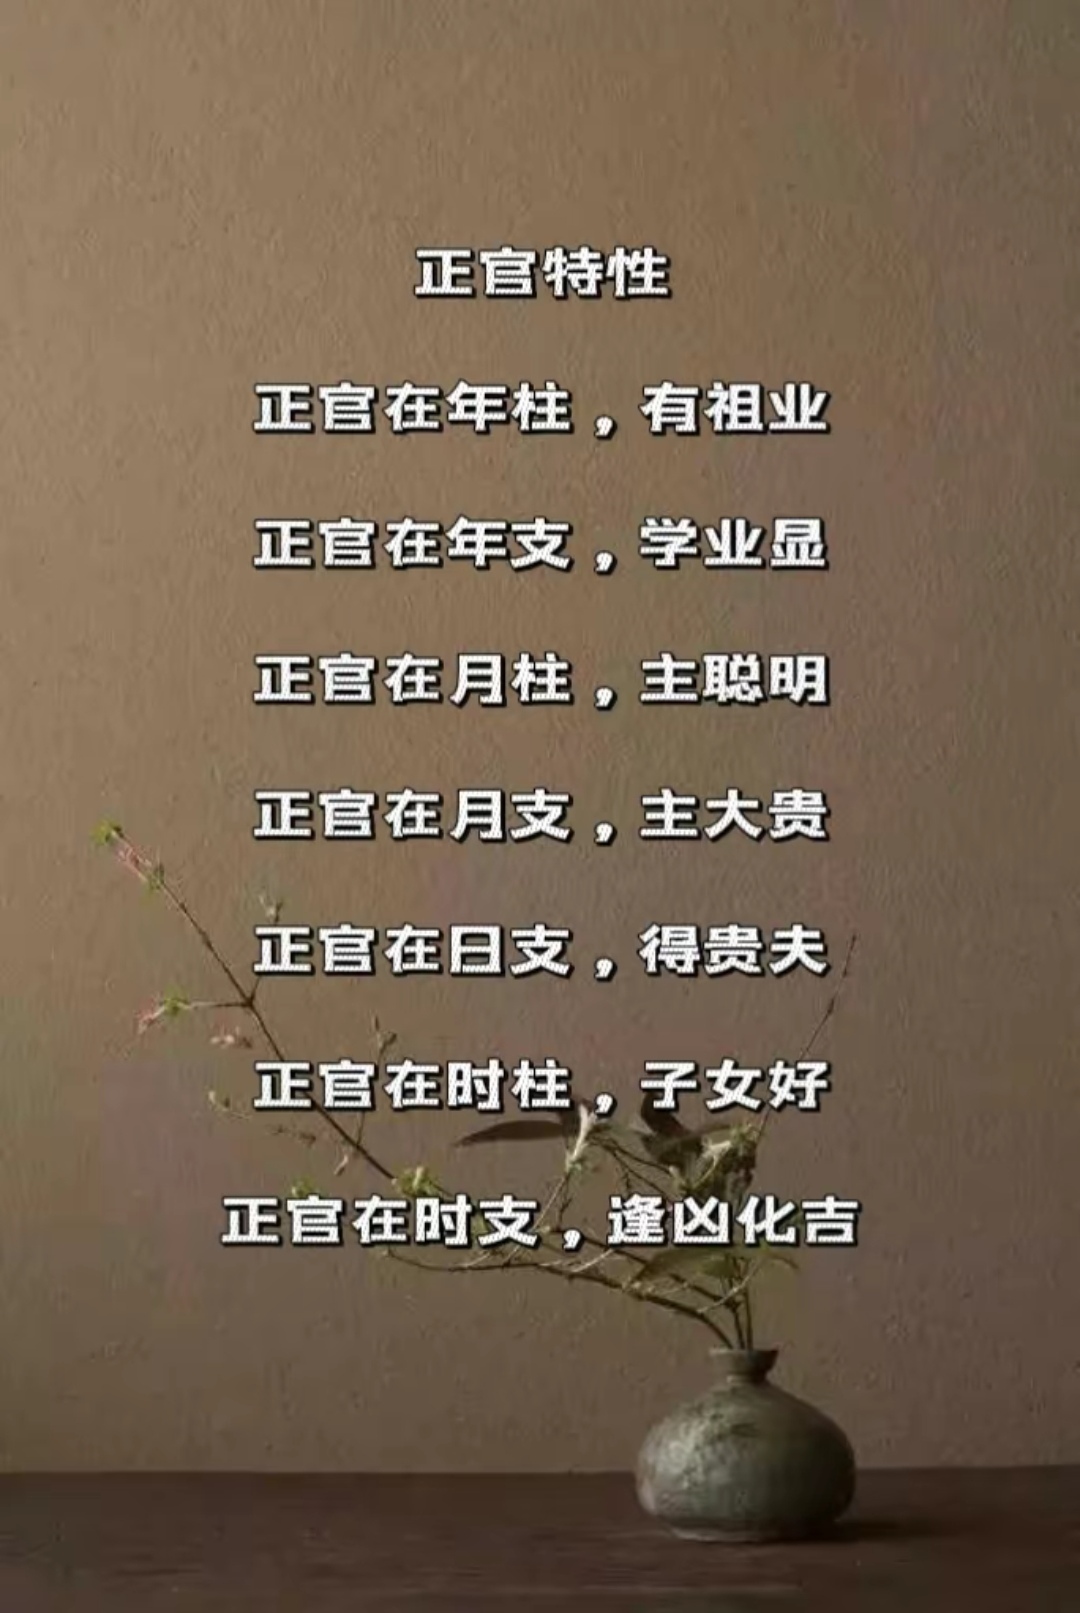 正官特性
正官在年柱，有祖业
正官在年支，学业显
正官在月柱，主聪明
正官在月支，主大贵
正官在日支，得贵夫
正官在时柱，子女好
正官在时支，逢凶化吉